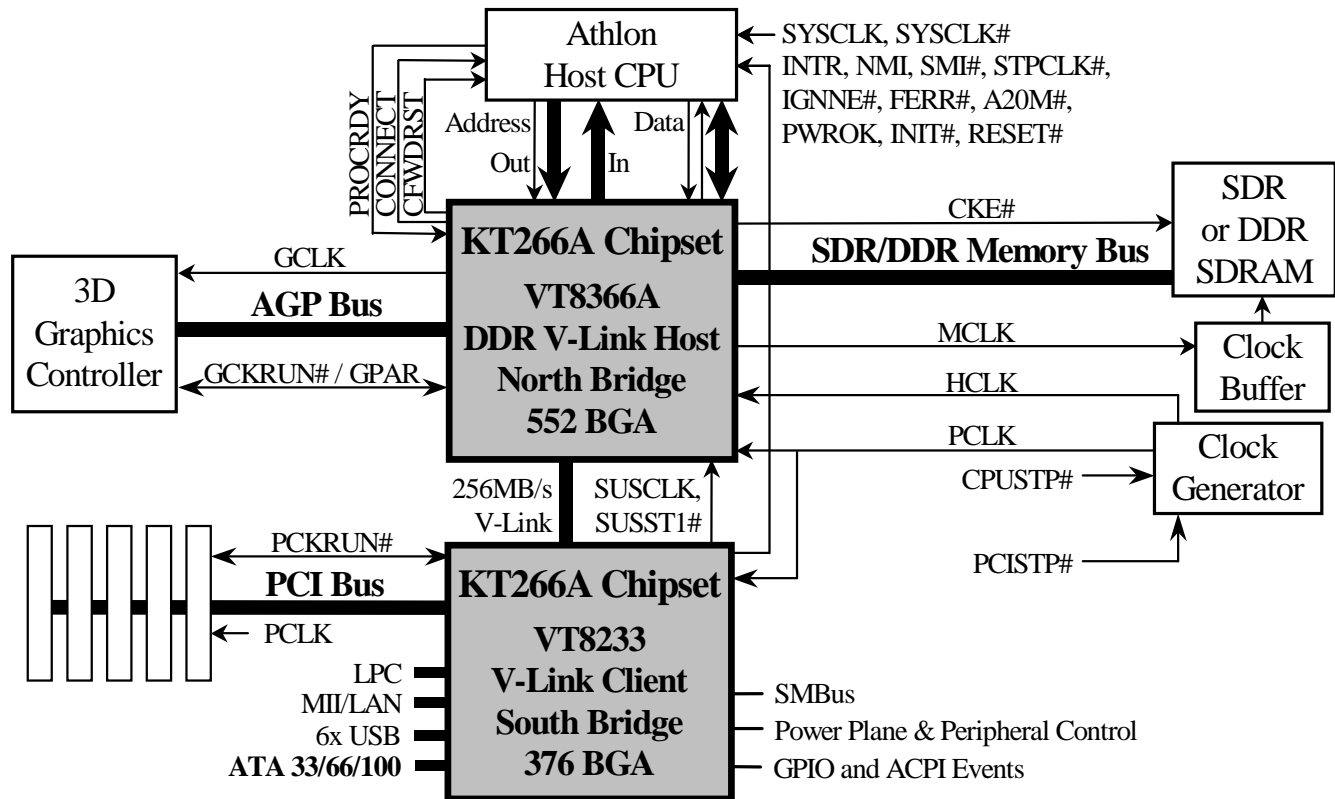 Athlon
Host CPU
SYSCLK, SYSCLK#
INTR, NMI, SMI#, STPCLK#,
IGNNE#, FERR#, A20M#,
PWROK, INIT#, RESET#
PROCRDY
CONNECT
CFWDRST
Address
Out
In
Data
KT266A Chipset
VT8366A
DDR V-Link Host
North Bridge
552 BGA
CKE#
SDR/DDR Memory Bus
SDR
or DDR
SDRAM
GCLK
AGP Bus
GCKRUN# / GPAR
3D
Graphics
Controller
MCLK
Clock
Buffer
HCLK
PCLK
Clock
Generator
CPUSTP#
PCISTP#
256MB/s
V-Link
SUSCLK,
SUSST1#
PCKRUN#
PCI Bus
PCLK
KT266A Chipset
VT8233
V-Link Client
South Bridge
376 BGA
LPC
MII/LAN
6x USB
ATA 33/66/100
SMBus
Power Plane & Peripheral Control
GPIO and ACPI Events